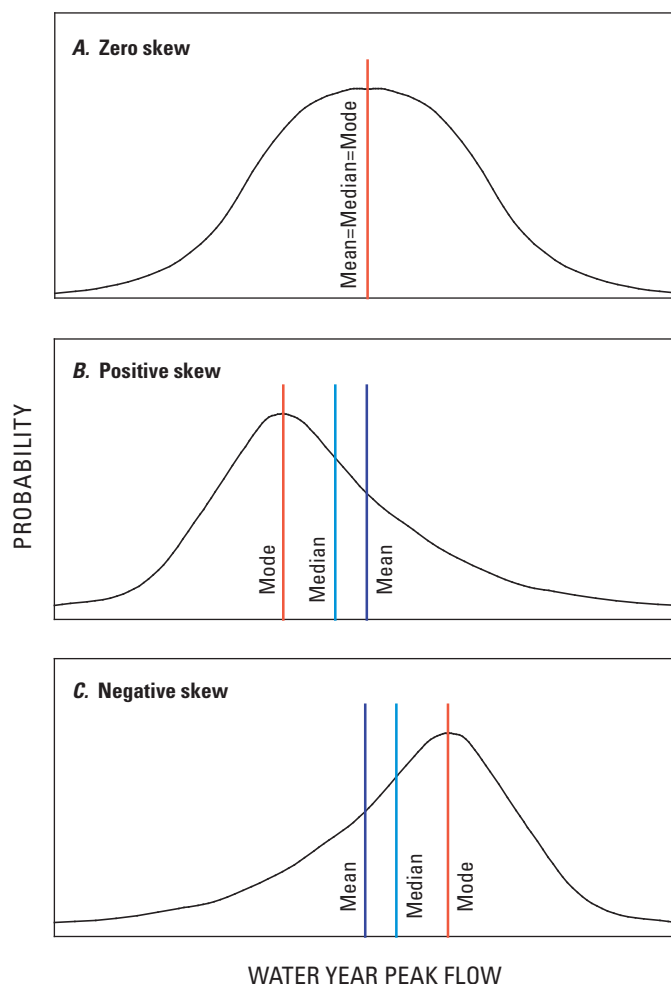 A. Zero skew
Mean=Median=Mode
B. Positive skew
Mode
Median
Mean
PROBABILITY
C. Negative skew
Mean
Median
Mode
WATER YEAR PEAK FLOW